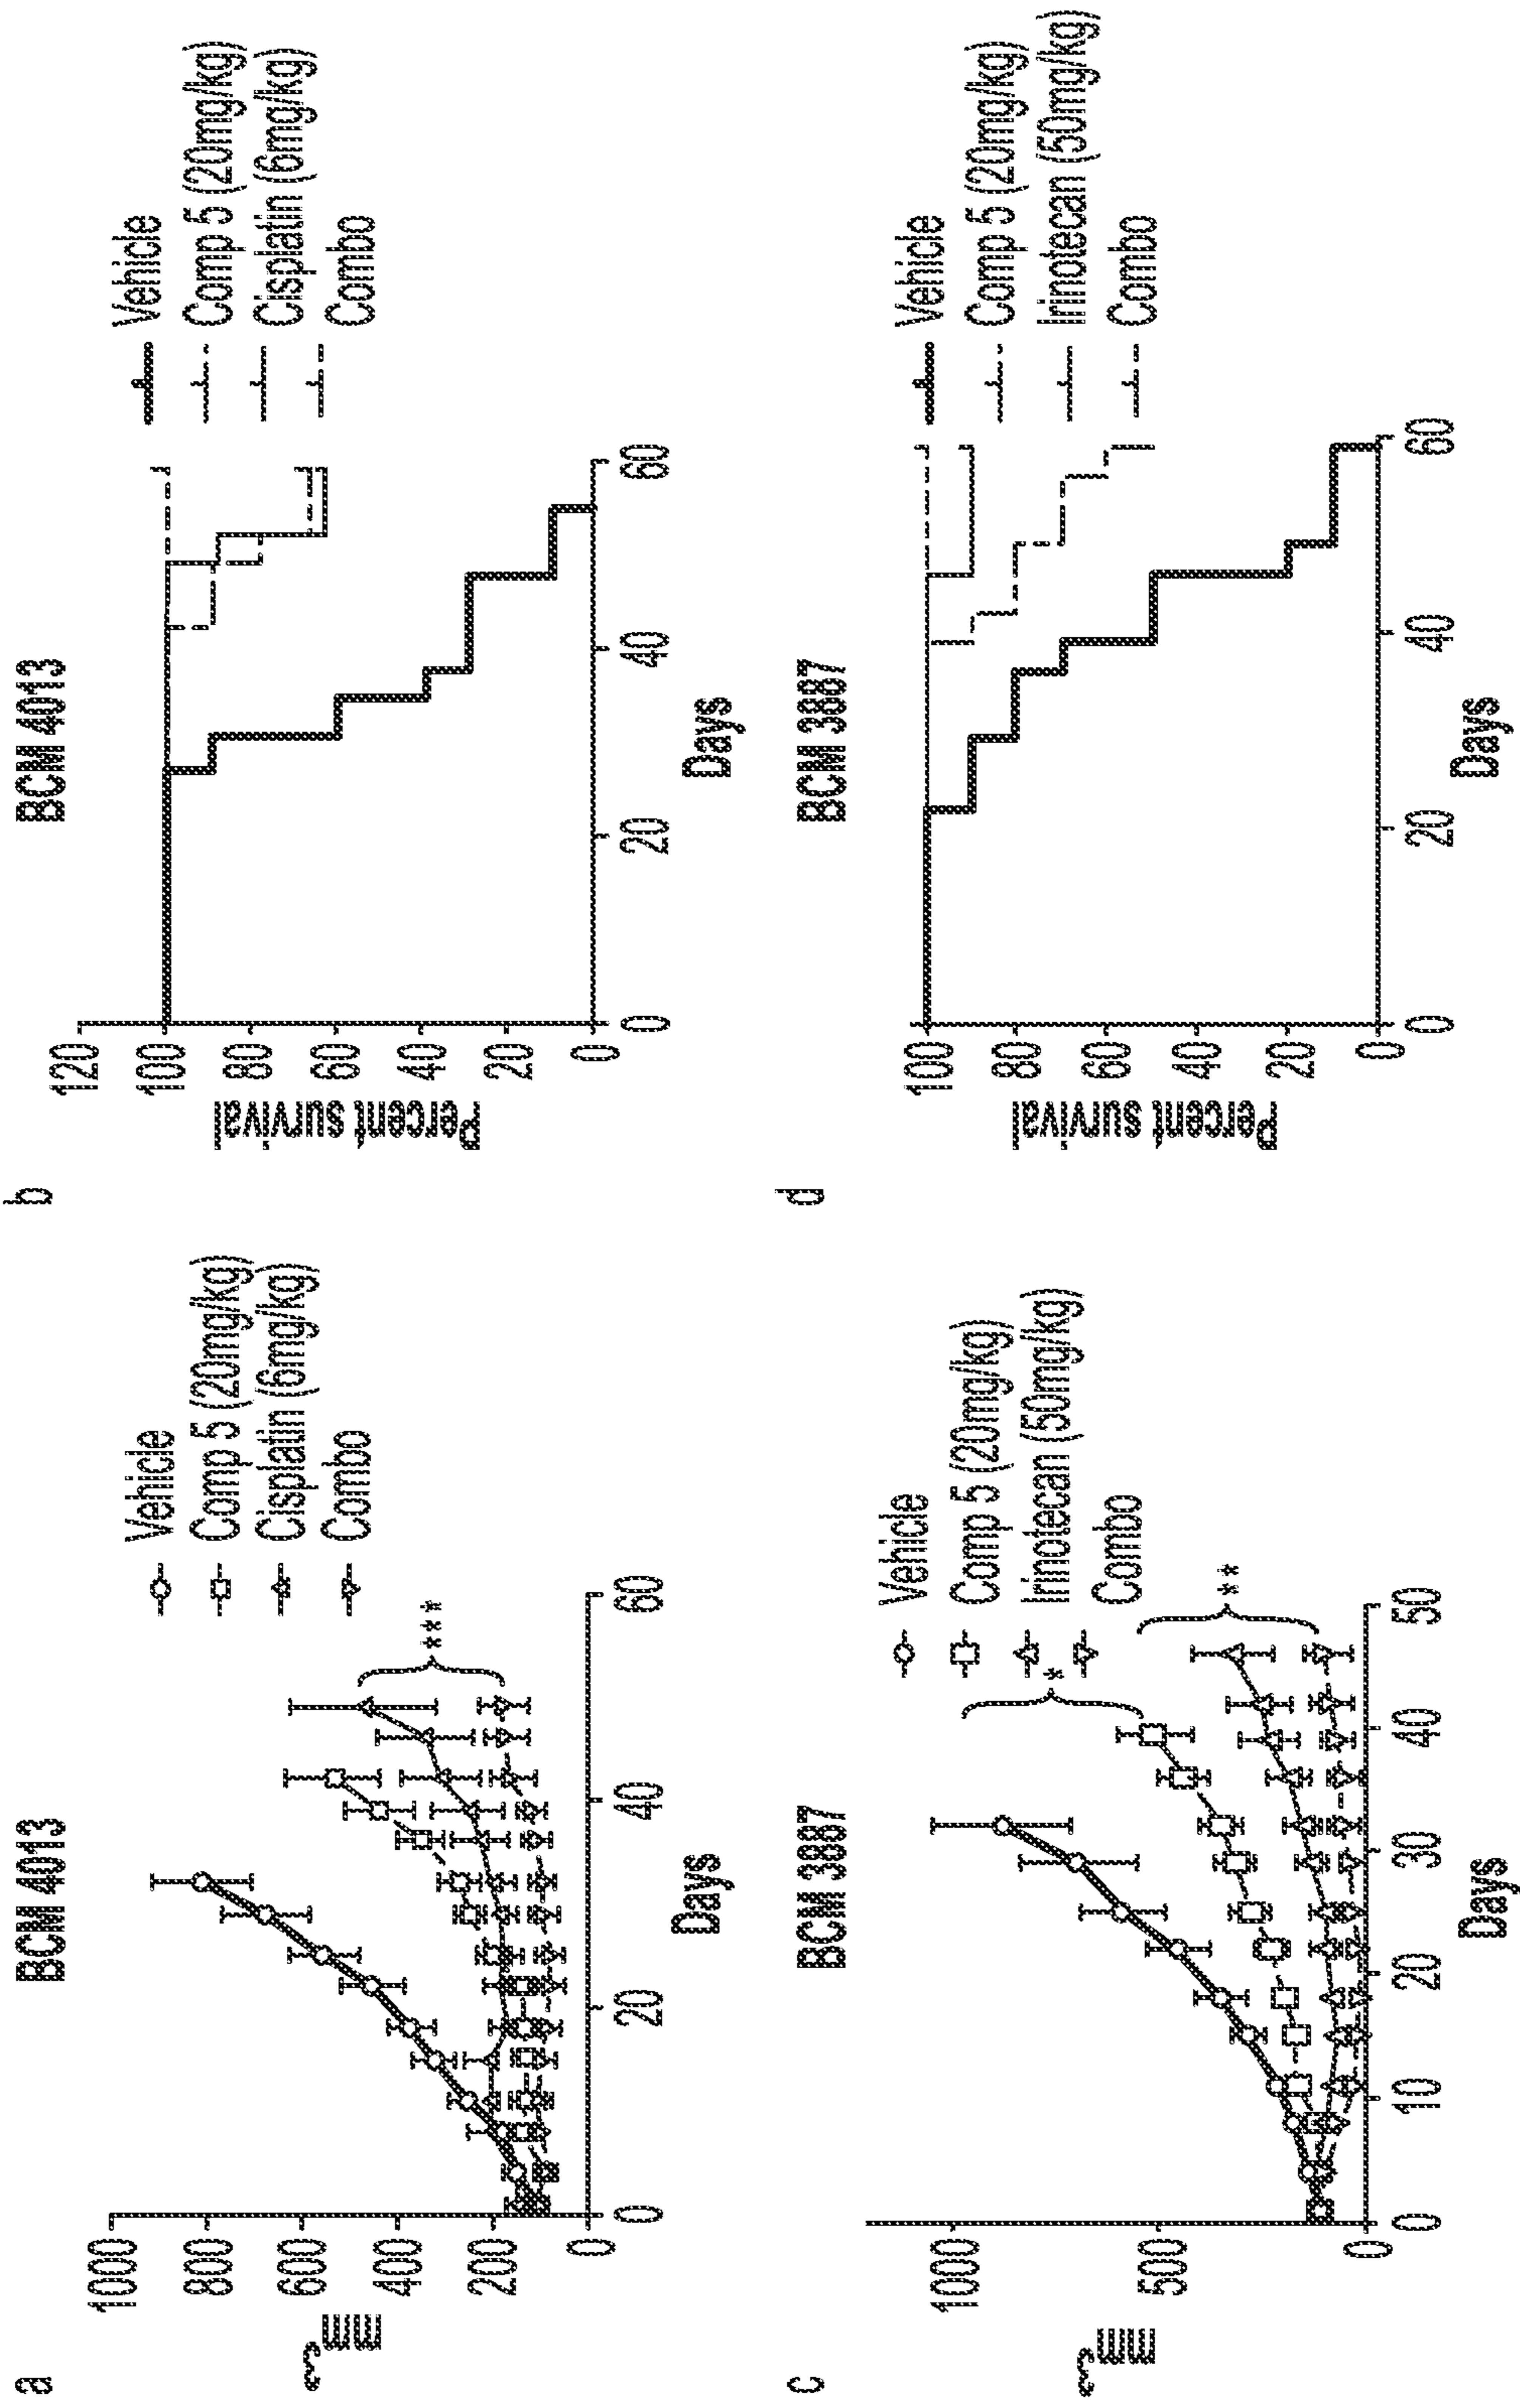 a
BCM 4013
mm3
1000
800
600
400
200
0
0
20
40
60
Days
Vehicle
Comp 5 (20mg/kg)
Cisplatin (6mg/kg)
Combo
***
b
BCM 4013
Percent survival
120
100
80
60
40
20
0
0
20
40
60
Days
Vehicle
Comp 5 (20mg/kg)
Cisplatin (6mg/kg)
Combo
c
BCM 3887
mm3
1000
500
0
0
10
20
30
40
50
Days
Vehicle
Comp 5 (20mg/kg)
Irinotecan (50mg/kg)
Combo
*
**
d
BCM 3887
Percent survival
100
80
60
40
20
0
0
20
40
60
Days
Vehicle
Comp 5 (20mg/kg)
Irinotecan (50mg/kg)
Combo